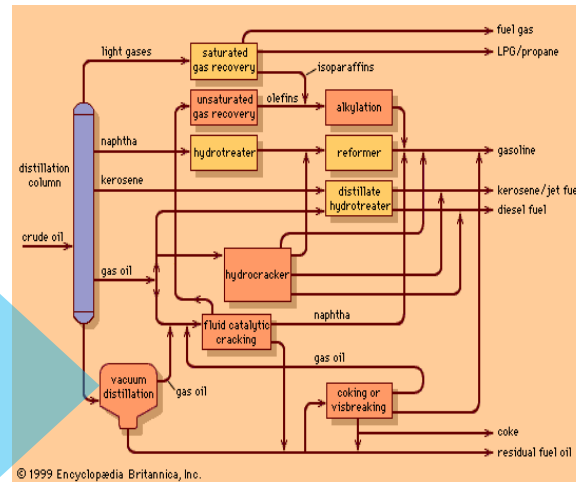 fuel gas
light gases
saturated
gas recovery
LPG/propane
isoparaffins
unsaturated
gas recovery
olefins
alkylation
naphtha
hydrotreater
reformer
gasoline
distillation
column
kerosene
distillate
hydrotreater
kerosene/jet fue
diesel fuel
crude oil
gas oil
hydrocracker
fluid catalytic
cracking
naphtha
gas oil
vacuum
distillation
gas oil
coking or
visbreaking
coke
residual fuel oil
© 1999 Encyclopædia Britannica, Inc.